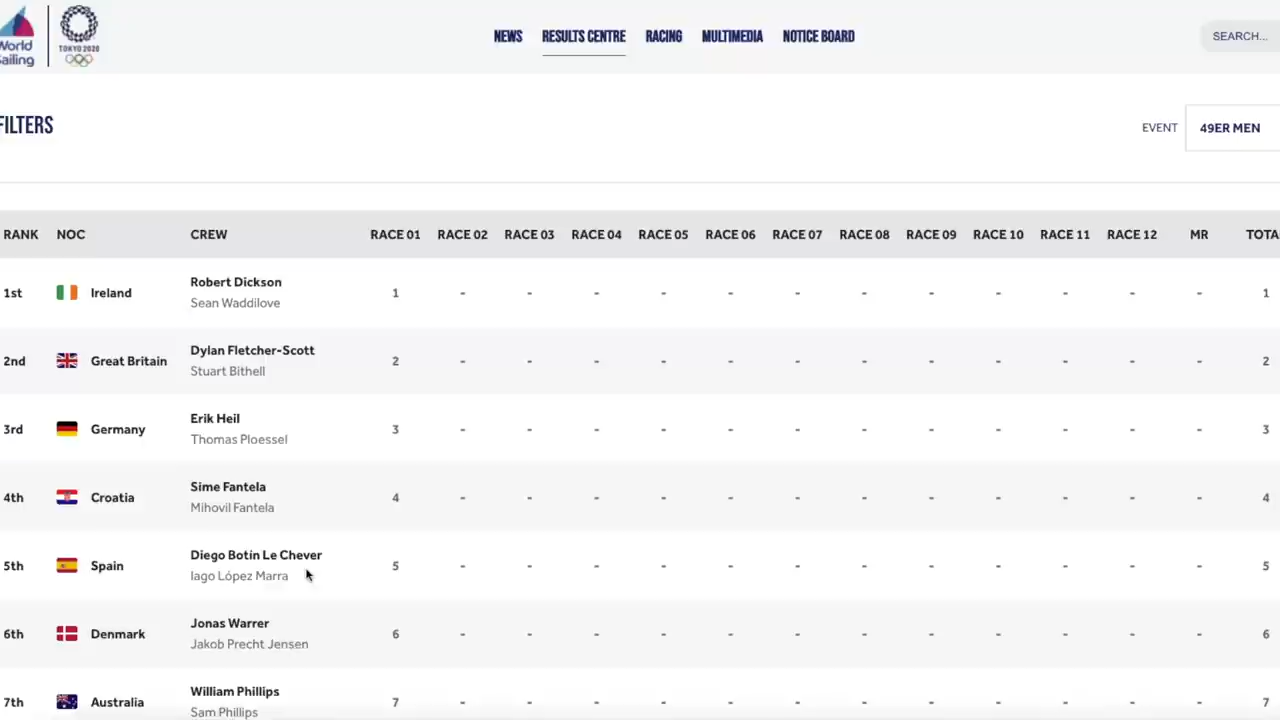 World
Sailing
TOKYO 2020
NEWS RESULTS CENTRE RACING MULTIMEDIA NOTICE BOARD
SEARCH...
FILTERS
EVENT 49ER MEN
RANK NOC CREW RACE 01 RACE 02 RACE 03 RACE 04 RACE 05 RACE 06 RACE 07 RACE 08 RACE 09 RACE 10 RACE 11 RACE 12 MR TOTA
1st Ireland Robert Dickson 1 - - - - - - - - - - - - 1
Sean Waddilove
2nd Great Britain Dylan Fletcher-Scott 2 - - - - - - - - - - - - 2
Stuart Bithell
3rd Germany Erik Heil 3 - - - - - - - - - - - - 3
Thomas Ploessel
4th Croatia Sime Fantela 4 - - - - - - - - - - - - 4
Mihovil Fantela
5th Spain Diego Botín Le Chever 5 - - - - - - - - - - - - 5
Iago López Marra
6th Denmark Jonas Warrer 6 - - - - - - - - - - - - 6
Jakob Precht Jensen
7th Australia William Phillips 7 - - - - - - - - - - - - 7
Sam Phillips